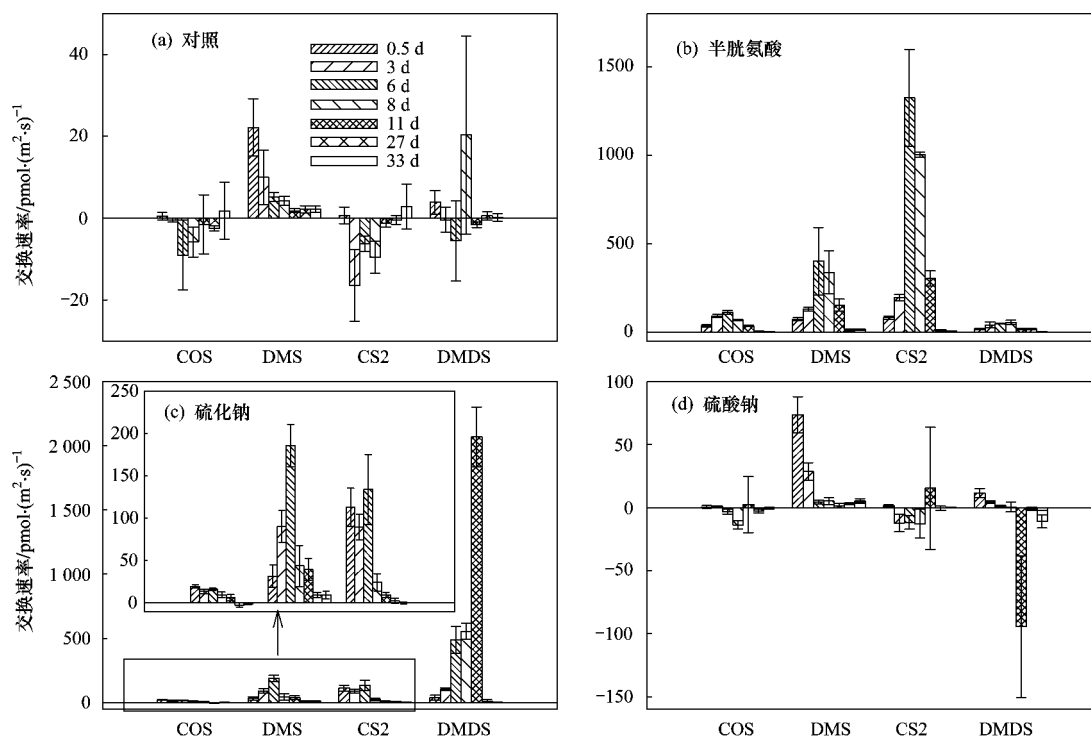 (a) 对照
0.5 d
3 d
6 d
8 d
11 d
27 d
33 d
40
20
0
−20
交换速率/pmol·(m²·s)⁻¹
COS DMS CS2 DMDS
(b) 半胱氨酸
1500
1000
500
0
COS DMS CS2 DMDS
(c) 硫化钠
2 500
2 000
1 500
1 000
500
0
250
200
150
100
50
0
交换速率/pmol·(m²·s)⁻¹
COS DMS CS2 DMDS
(d) 硫酸钠
100
50
0
−50
−100
−150
COS DMS CS2 DMDS